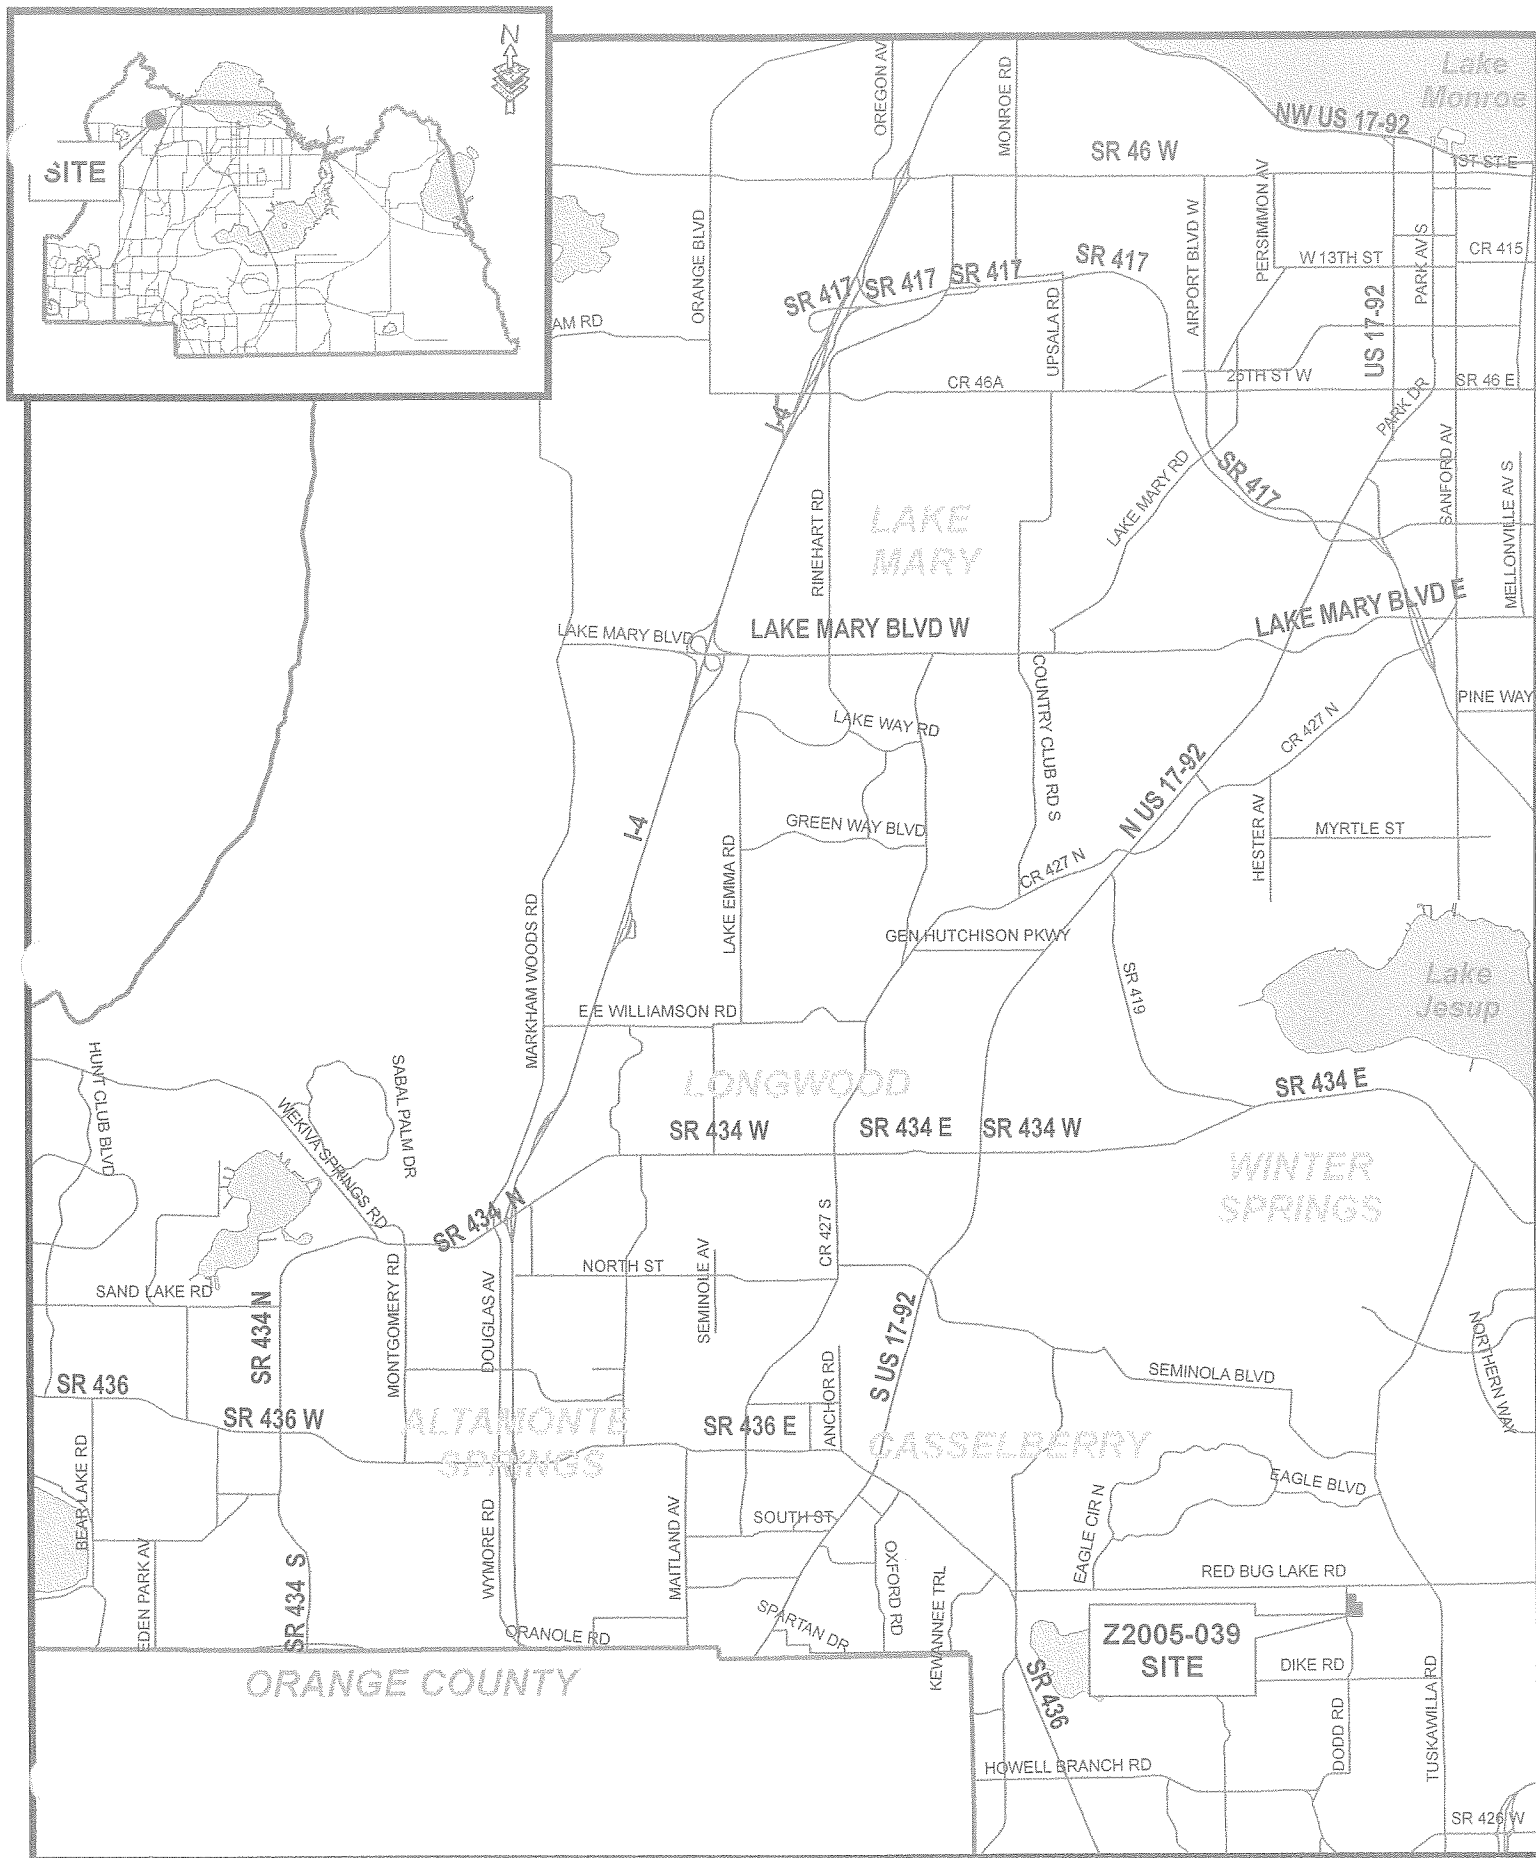 N
SITE
Lake
Monroe
OREGON AV
MONROE RD
NW US 17-92
SR 46 W
1ST ST E
PERSIMMON AV
ORANGE BLVD
AIRPORT BLVD W
PARK AV S
W 13TH ST
CR 415
SR 417
SR 417
SR 417
SR 417
UPSALA RD
US 17-92
AM RD
CR 46A
25TH ST W
SR 46 E
I-4
PARK DR
SANFORD AV
RINEHART RD
LAKE
MARY
LAKE MARY RD
SR 417
MELLONVILLE AV S
LAKE MARY BLVD
LAKE MARY BLVD W
LAKE MARY BLVD E
COUNTRY CLUB RD S
PINE WAY
LAKE WAY RD
CR 427 N
N US 17-92
I-4
GREEN WAY BLVD
HESTER AV
MYRTLE ST
LAKE EMMA RD
CR 427 N
MARKHAM WOODS RD
GEN HUTCHISON PKWY
SR 419
Lake
Jesup
E E WILLIAMSON RD
HUNT CLUB BLVD
SABAL PALM DR
WEKIVA SPRINGS RD
LONGWOOD
SR 434 E
SR 434 W
SR 434 E
SR 434 W
WINTER
SPRINGS
SR 434 N
CR 427 S
NORTH ST
SEMINOLE AV
SAND LAKE RD
SR 434 N
MONTGOMERY RD
DOUGLAS AV
S US 17-92
NORTHERN WAY
SR 436
ANCHOR RD
SEMINOLA BLVD
SR 436 W
ALTAMONTE
SPRINGS
SR 436 E
CASSELBERRY
BEAR LAKE RD
EAGLE BLVD
EAGLE CIR N
WYMORE RD
MAITLAND AV
SOUTH ST
OXFORD RD
KEWANNEE TRL
RED BUG LAKE RD
EDEN PARK AV
SR 434 S
ORANOLE RD
SPARTAN DR
Z2005-039
SITE
ORANGE COUNTY
DIKE RD
SR 436
DODD RD
TUSKAWILLA RD
HOWELL BRANCH RD
SR 426 W